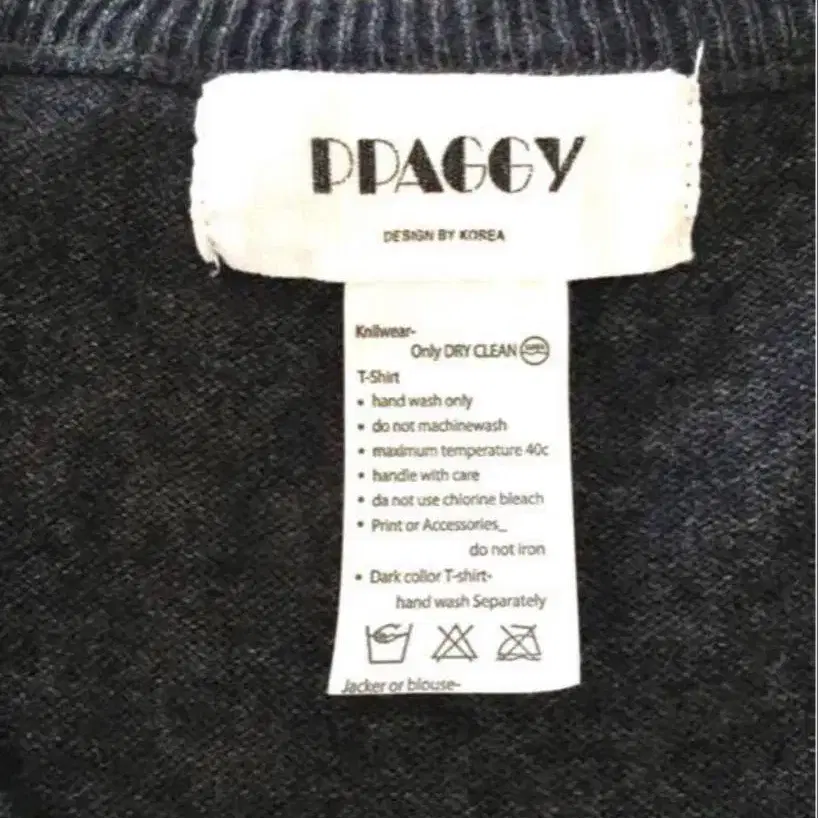 PPAGGY
DESIGN BY KOREA
Knilwear-
Only DRY CLEAN
T-Shirt
• hand wash only
• do not machinewash
• maximum temperature 40c
• handle with care
• da not use chlorine bleach
• Print or Accessories_
do not iron
• Dark collor T-shirt-
hand wash Separately
Jacker or blouse-